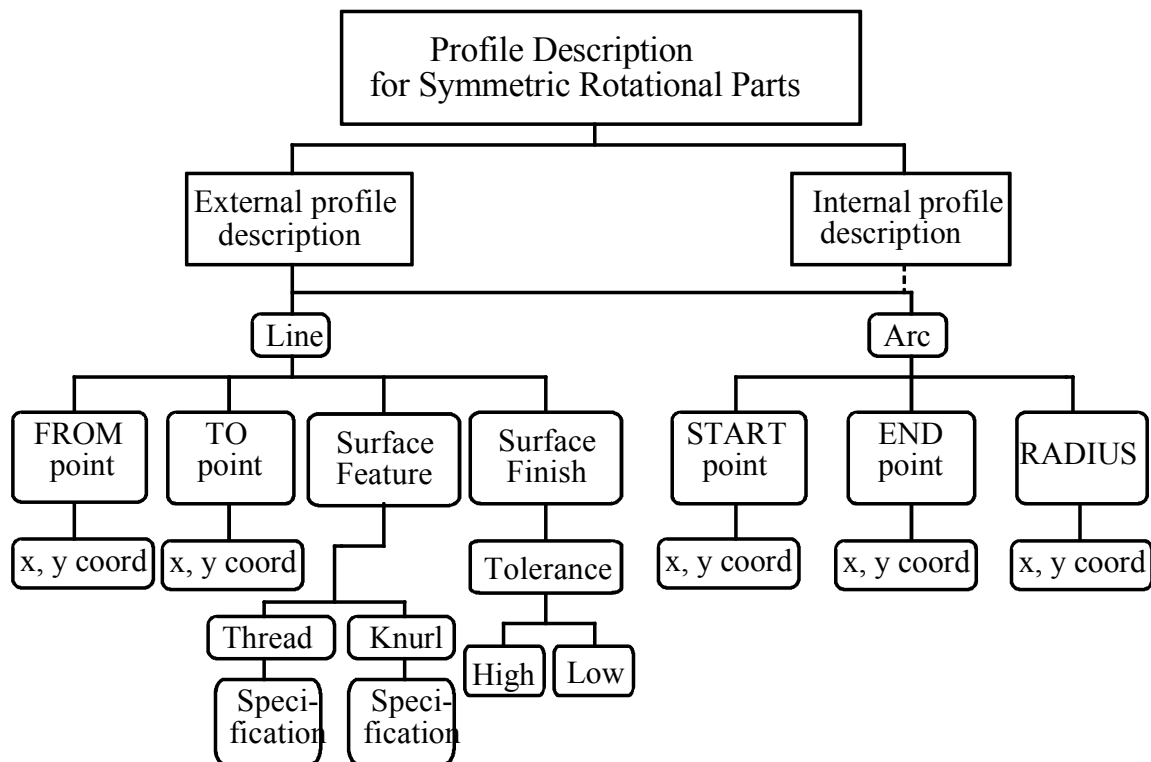 Profile Description
for Symmetric Rotational Parts
External profile
description
Internal profile
description
Line
Arc
FROM
point
TO
point
Surface
Feature
Surface
Finish
START
point
END
point
RADIUS
x, y coord
x, y coord
Tolerance
x, y coord
x, y coord
x, y coord
Thread
Knurl
High
Low
Speci-
fication
Speci-
fication